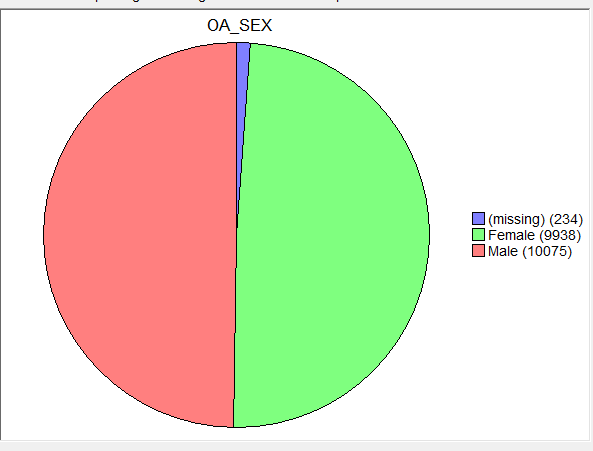 OA_SEX
(missing) (234)
Female (9938)
Male (10075)